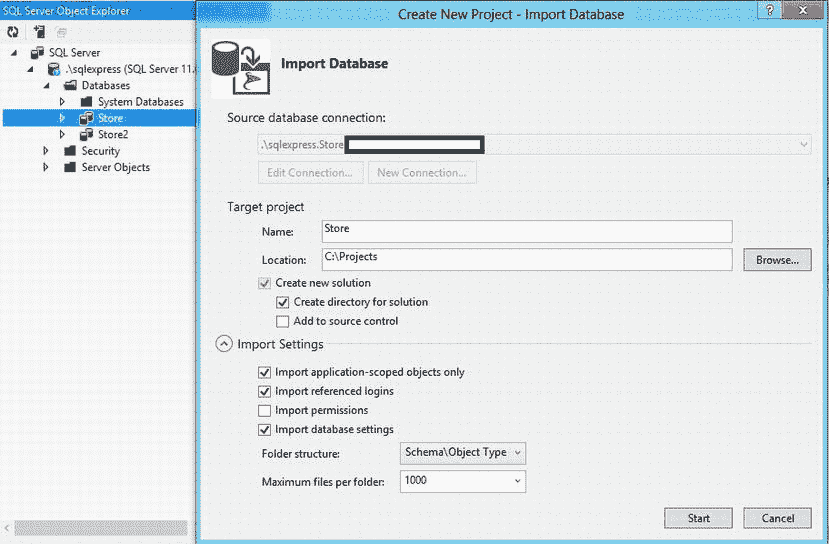 SQL Server Object Explorer
SQL Server
.\sqlexpress (SQL Server 11.
Databases
System Databases
Store
Store2
Security
Server Objects
Create New Project - Import Database
?
Import Database
Source database connection:
.\sqlexpress.Store
Edit Connection...
New Connection...
Target project
Name:
Store
Location:
C:\Projects
Browse...
Create new solution
Create directory for solution
Add to source control
Import Settings
Import application-scoped objects only
Import referenced logins
Import permissions
Import database settings
Folder structure:
Schema\Object Type
Maximum files per folder:
1000
Start
Cancel